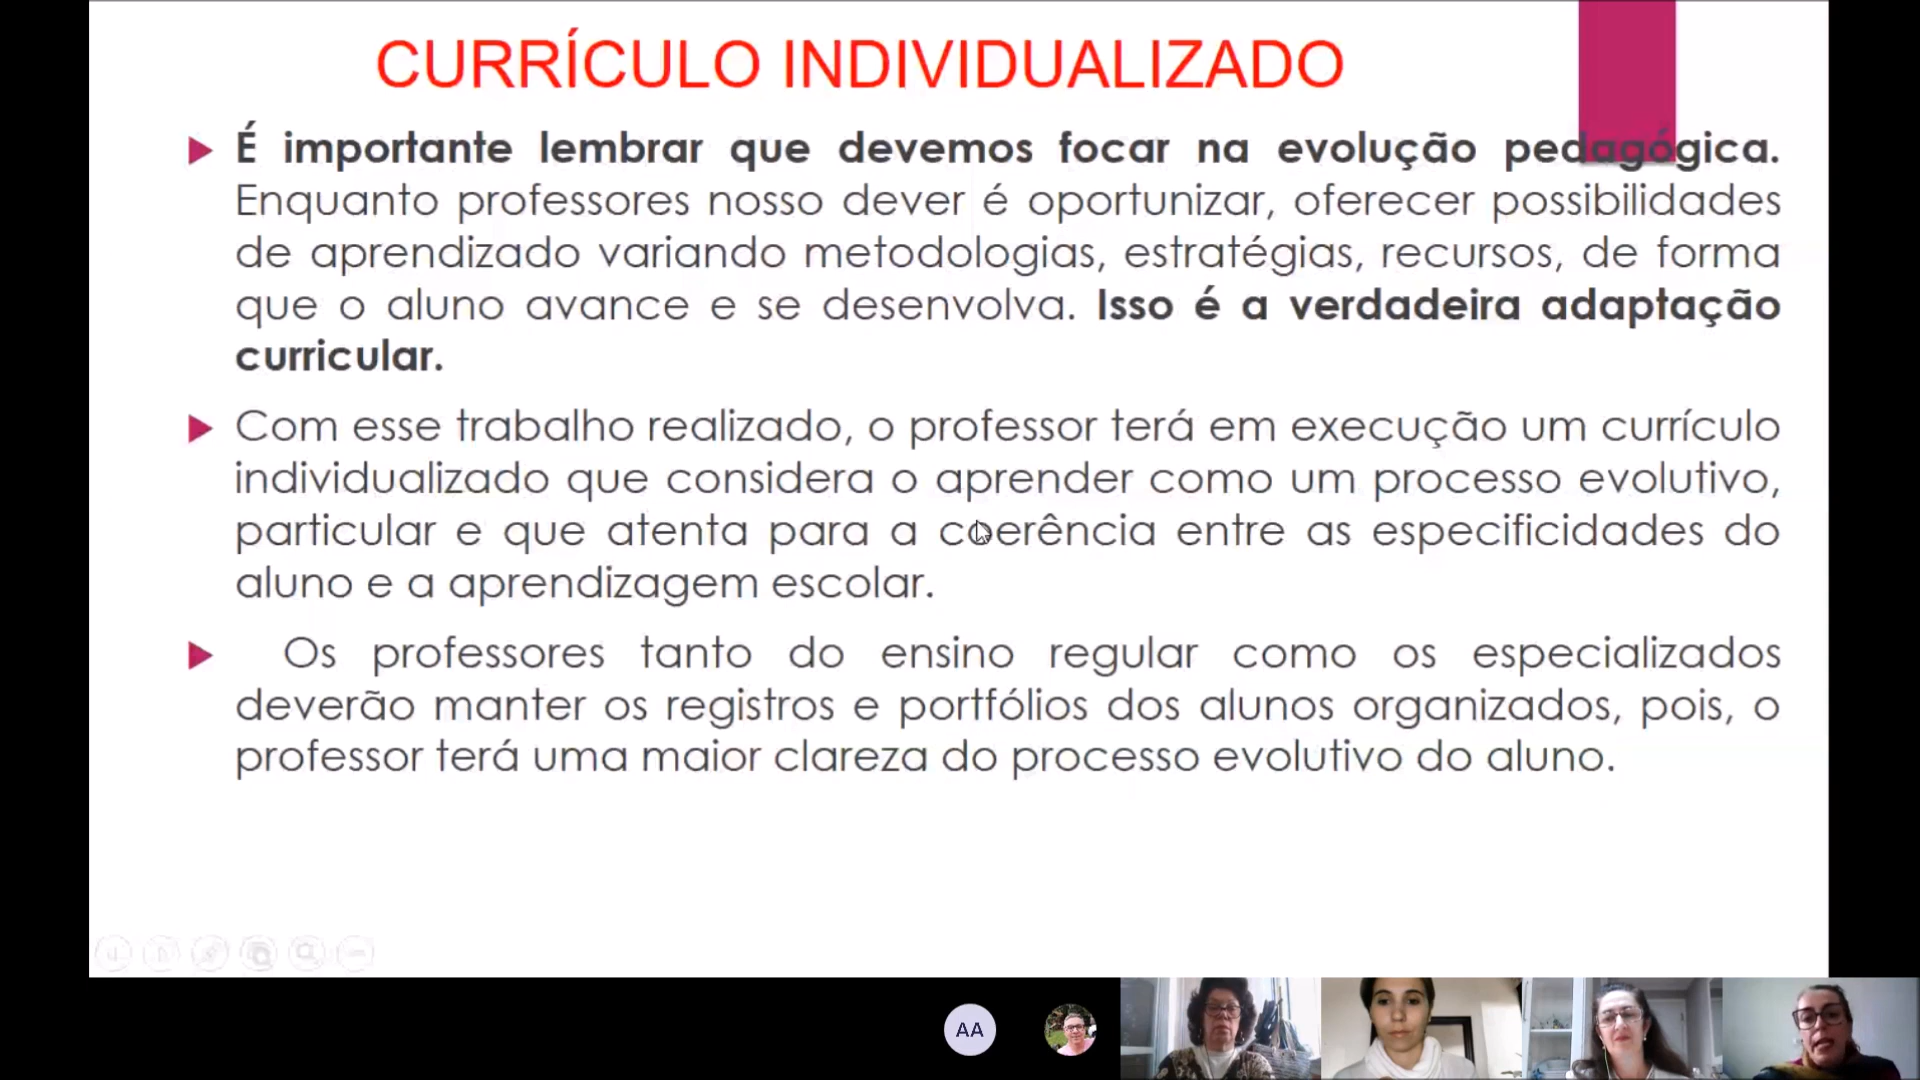 CURRÍCULO INDIVIDUALIZADO
É importante lembrar que devemos focar na evolução pedagógica.
Enquanto professores nosso dever é oportunizar, oferecer possibilidades
de aprendizado variando metodologias, estratégias, recursos, de forma
que o aluno avance e se desenvolva. Isso é a verdadeira adaptação
curricular.
Com esse trabalho realizado, o professor terá em execução um currículo
individualizado que considera o aprender como um processo evolutivo,
particular e que atenta para a coerência entre as especificidades do
aluno e a aprendizagem escolar.
Os professores tanto do ensino regular como os especializados
deverão manter os registros e portfólios dos alunos organizados, pois, o
professor terá uma maior clareza do processo evolutivo do aluno.
AA